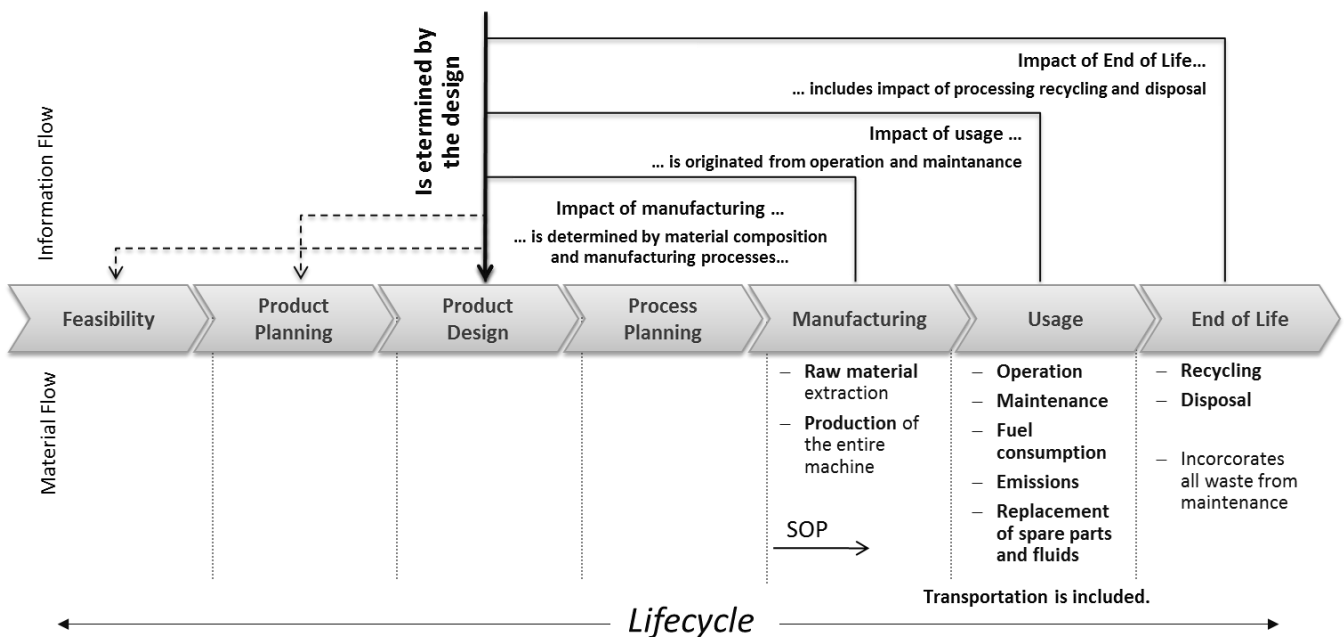 Information Flow
Is etermined by
the design
Impact of End of Life...
... includes impact of processing recycling and disposal
Impact of usage ...
... is originated from operation and maintanance
Impact of manufacturing ...
... is determined by material composition
and manufacturing processes...
Feasibility
Product
Planning
Product
Design
Process
Planning
Manufacturing
Usage
End of Life
Material Flow
– Raw material
extraction
– Production of
the entire
machine
SOP
– Operation
– Maintenance
– Fuel
consumption
– Emissions
– Replacement
of spare parts
and fluids
– Recycling
– Disposal
– Incorcorates
all waste from
maintenance
Transportation is included.
Lifecycle